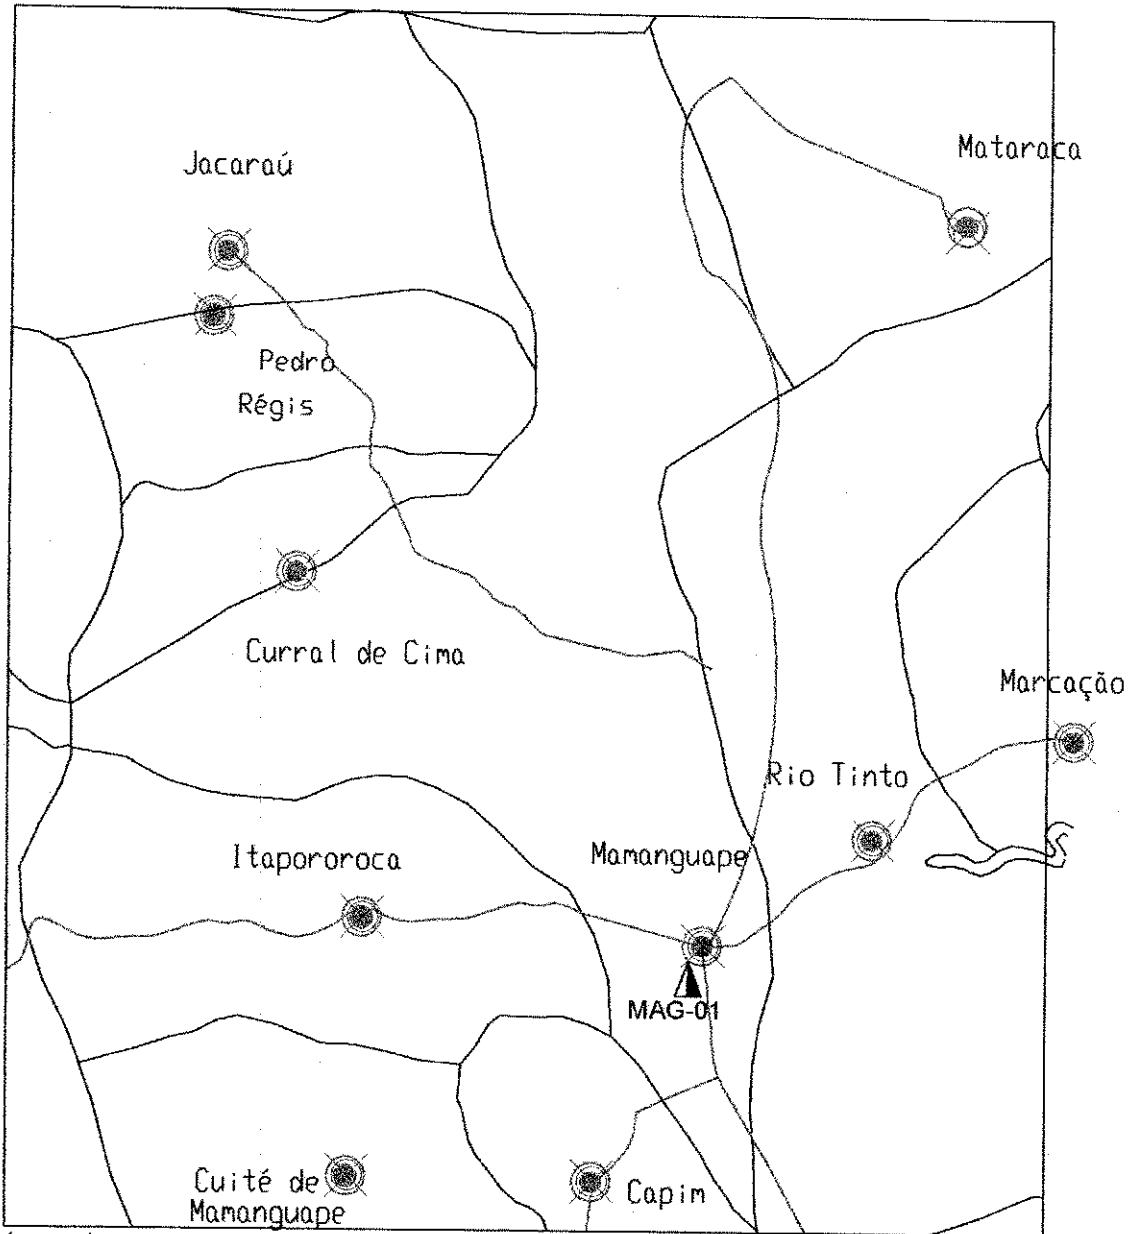 Mataraca
Jacaraú
Pedro
Régis
Curral de Cima
Marcação
Rio Tinto
Itapororoca
Mamanguape
MAG-01
Cuité de
Mamanguape
Capim